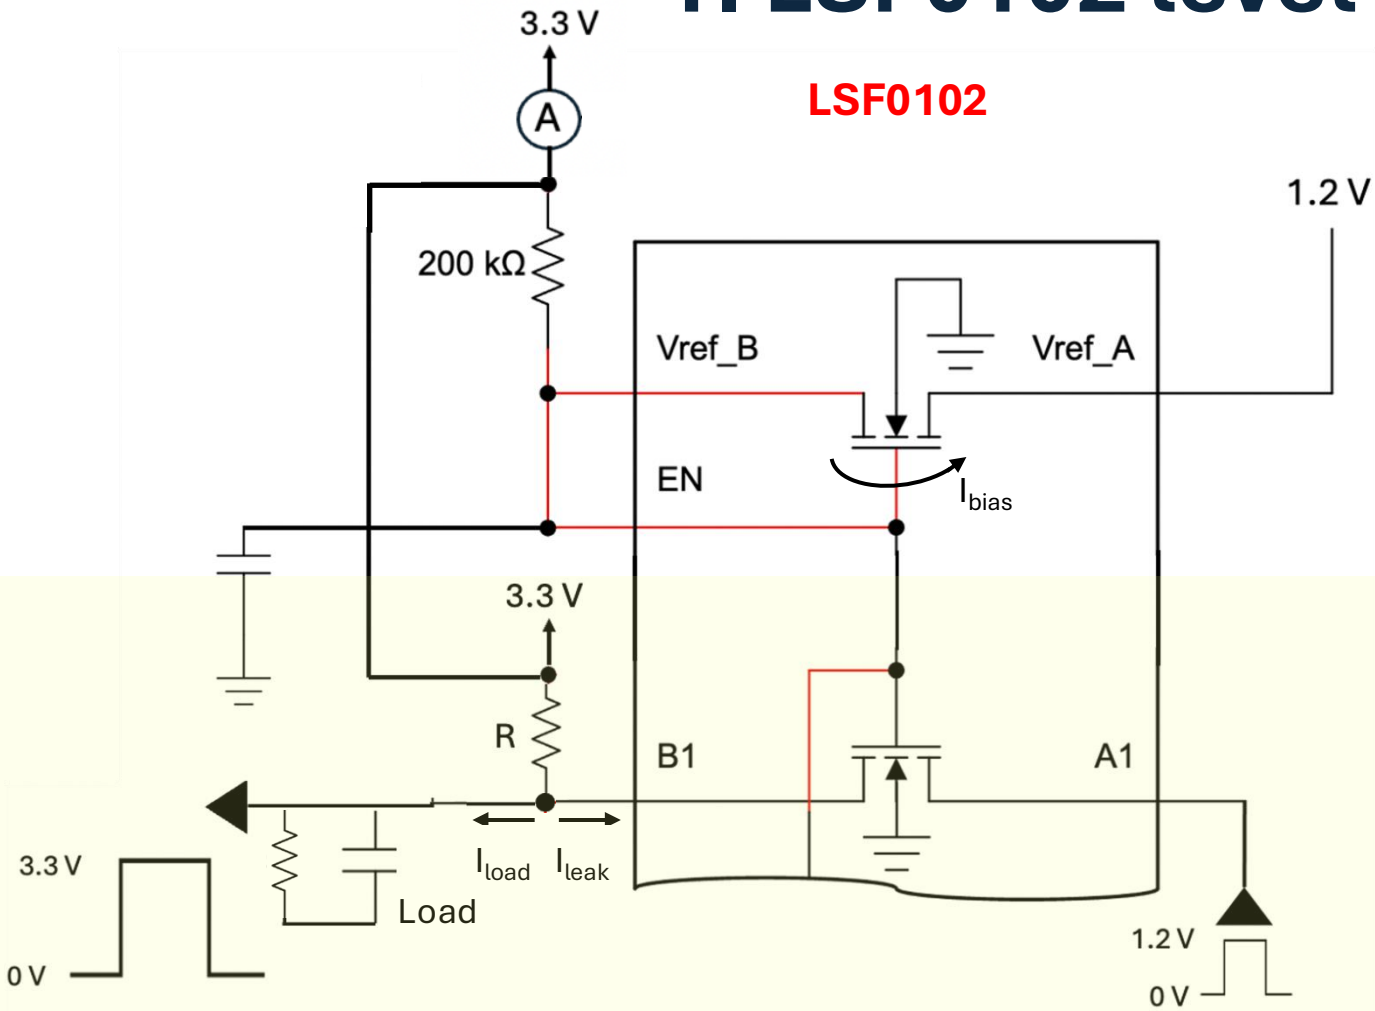 3.3 V
A
LSF0102
1.2 V
200 kΩ
Vref_B
Vref_A
EN
Ibias
3.3 V
R
B1
A1
Iload
Ileak
3.3 V
Load
0 V
1.2 V
0 V